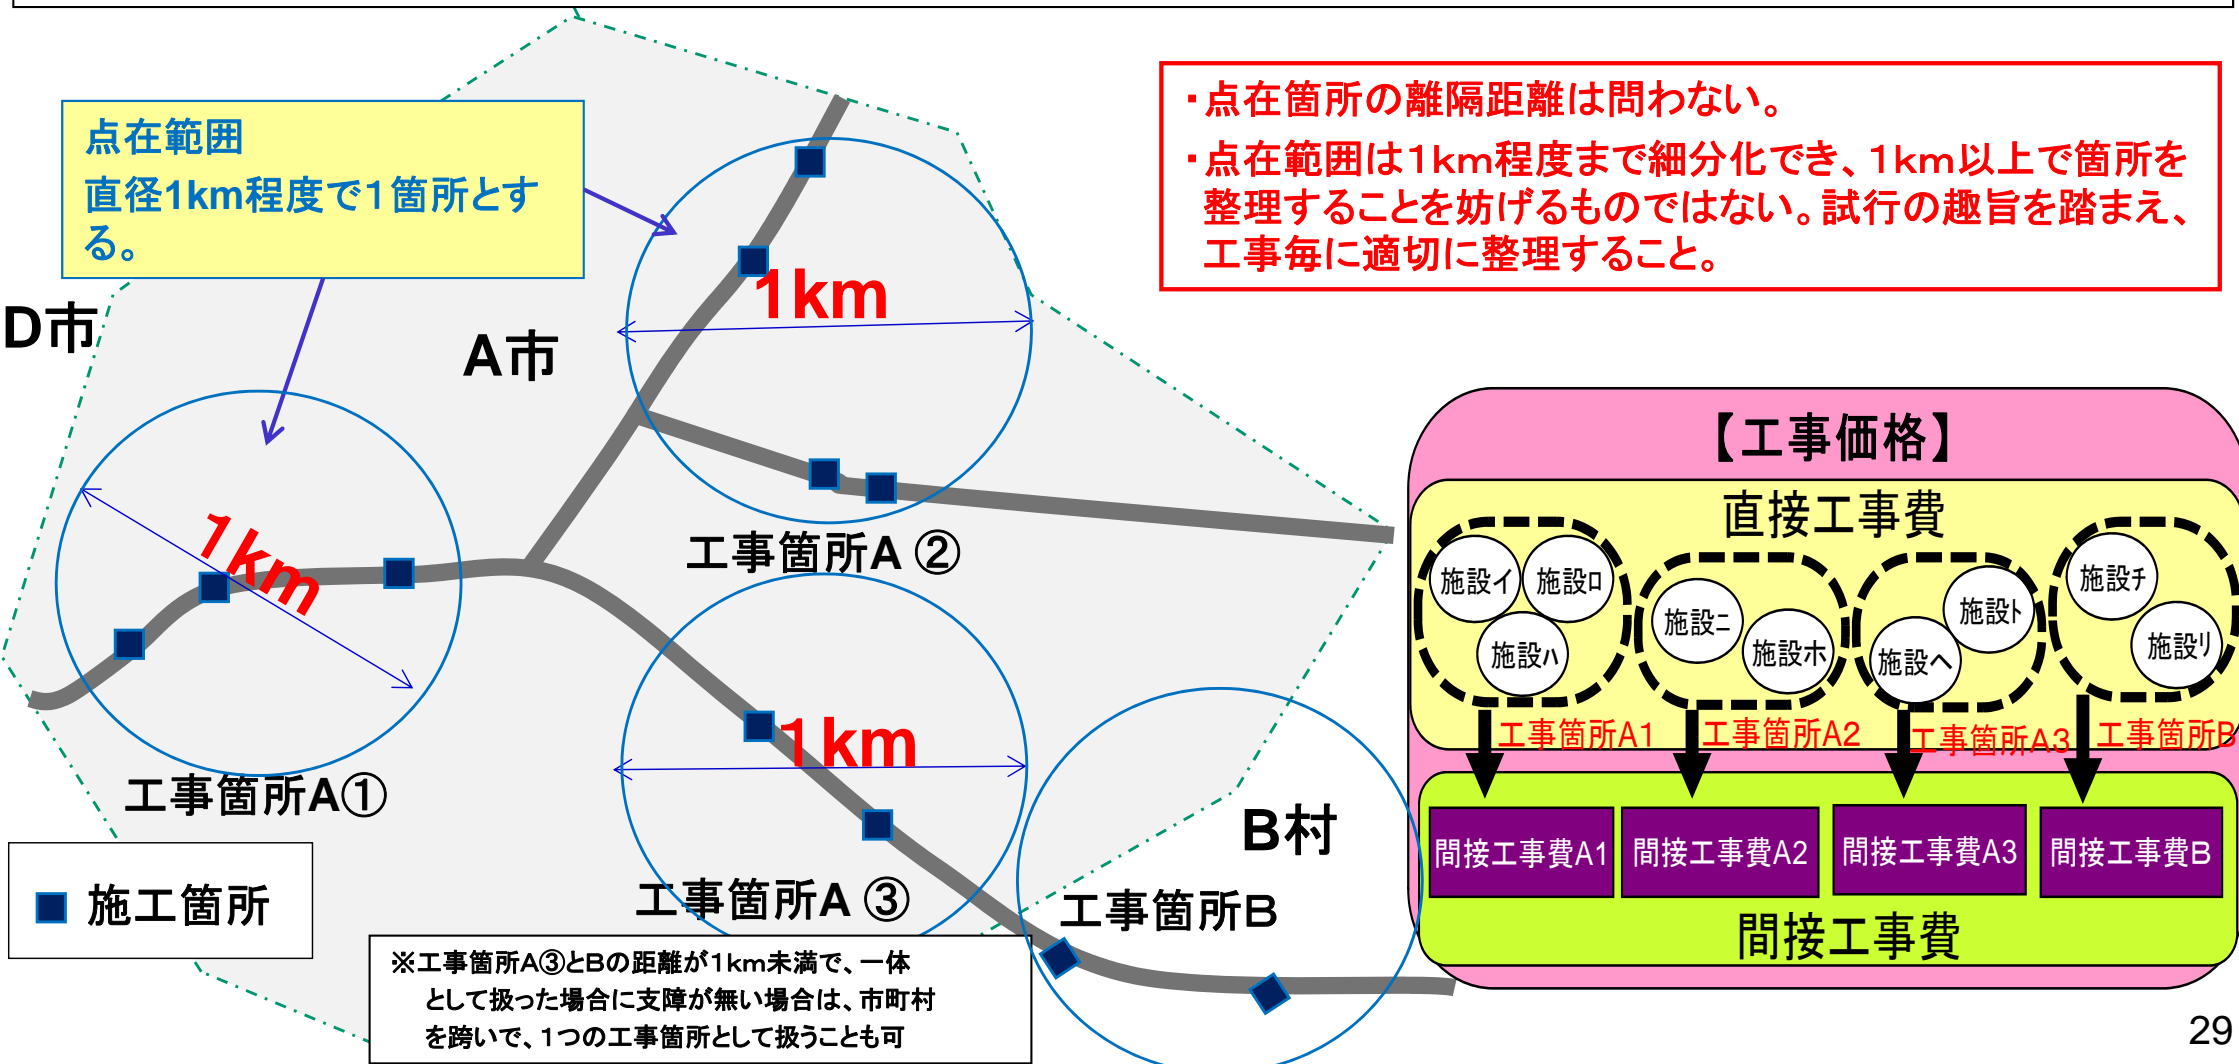 点在範囲
直径1km程度で1箇所とす
る。
・点在箇所の離隔距離は問わない。
・点在範囲は1km程度まで細分化でき、1km以上で箇所を
整理することを妨げるものではない。試行の趣旨を踏まえ、
工事毎に適切に整理すること。
D市
A市
1km
工事箇所A②
1km
工事箇所A①
1km
工事箇所A③
B村
工事箇所B
施工箇所
※工事箇所A③とBの距離が1km未満で、一体
として扱った場合に支障が無い場合は、市町村
を跨いで、1つの工事箇所として扱うことも可
【工事価格】
直接工事費
施設イ
施設ロ
施設ハ
施設ニ
施設ホ
施設ヘ
施設ト
施設チ
施設リ
工事箇所A1
工事箇所A2
工事箇所A3
工事箇所B
間接工事費A1
間接工事費A2
間接工事費A3
間接工事費B
間接工事費
29